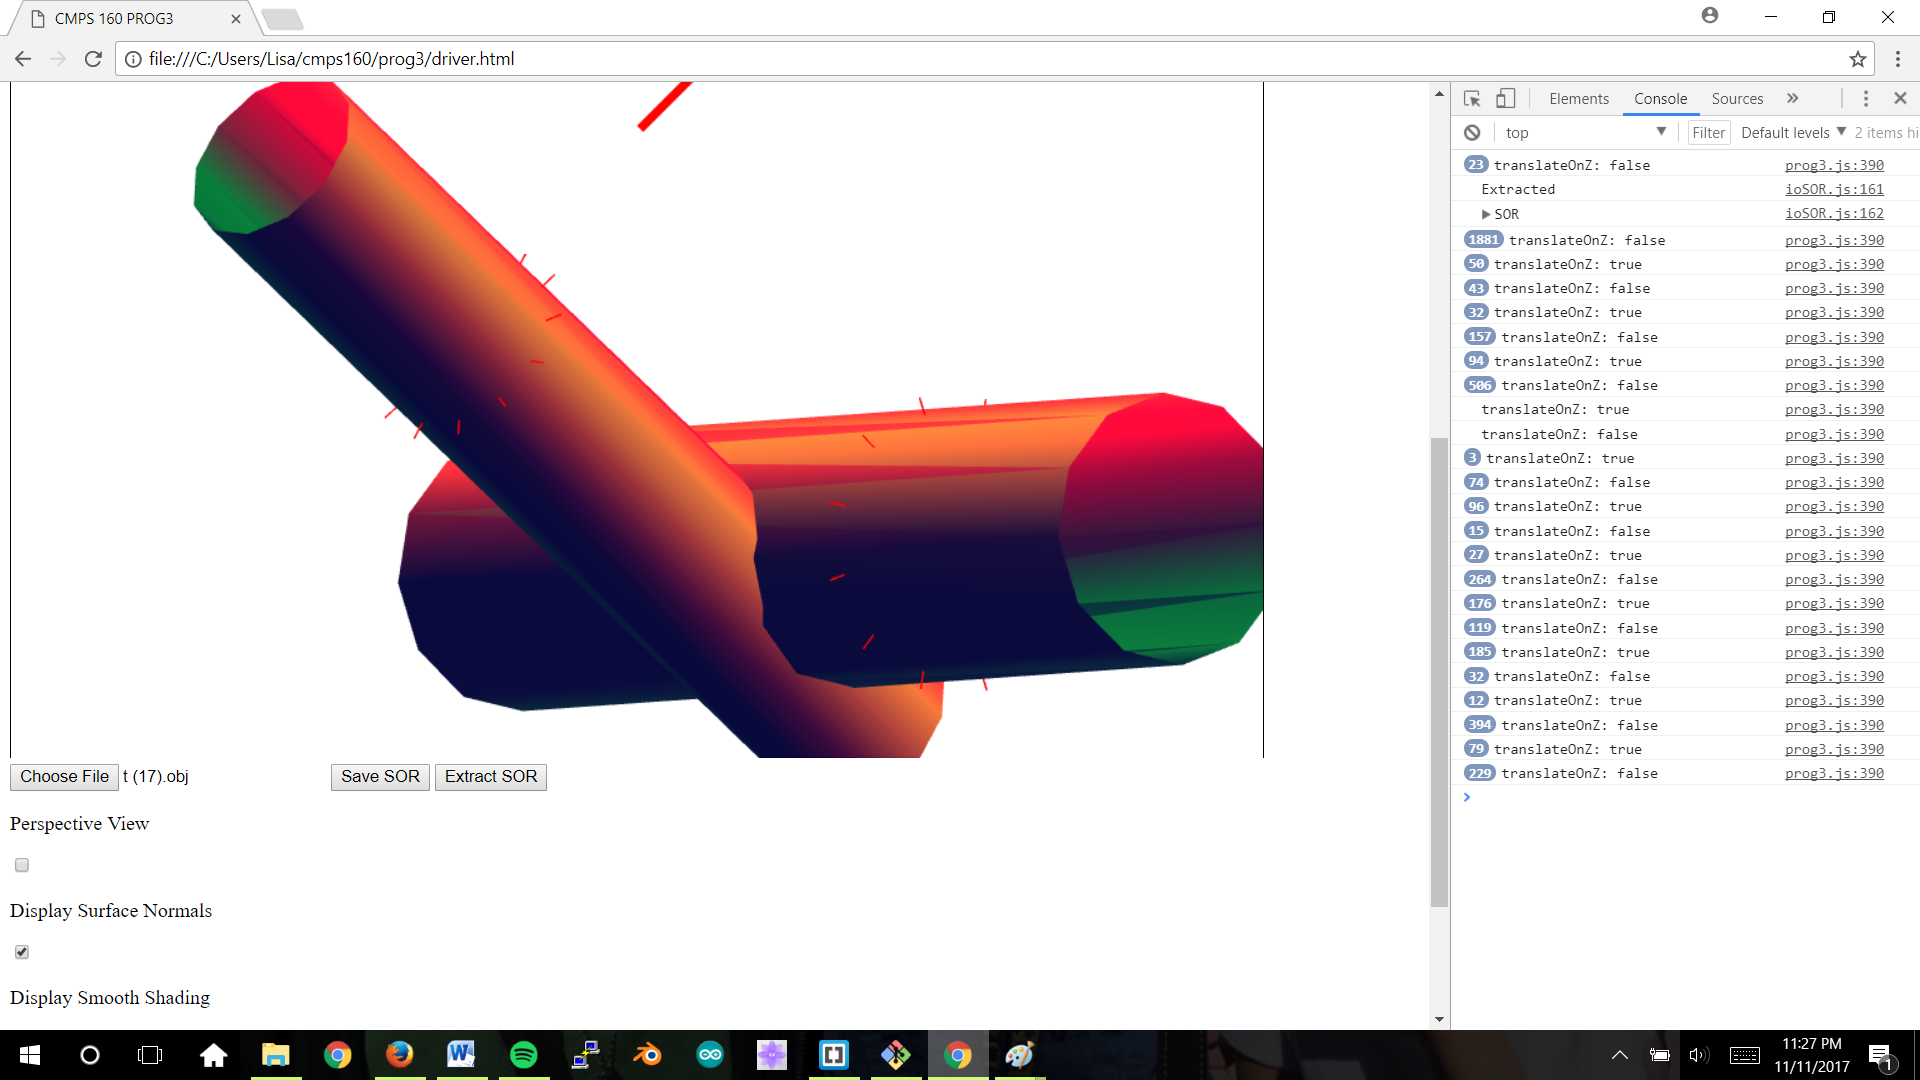 CMPS 160 PROG3
file:///C:/Users/Lisa/cmps160/prog3/driver.html
Elements Console Sources
top Filter Default levels 2 items hi
23 translateOnZ: false prog3.js:390
Extracted ioSOR.js:161
SOR ioSOR.js:162
1881 translateOnZ: false prog3.js:390
50 translateOnZ: true prog3.js:390
43 translateOnZ: false prog3.js:390
32 translateOnZ: true prog3.js:390
157 translateOnZ: false prog3.js:390
94 translateOnZ: true prog3.js:390
506 translateOnZ: false prog3.js:390
translateOnZ: true prog3.js:390
translateOnZ: false prog3.js:390
3 translateOnZ: true prog3.js:390
74 translateOnZ: false prog3.js:390
96 translateOnZ: true prog3.js:390
15 translateOnZ: false prog3.js:390
27 translateOnZ: true prog3.js:390
264 translateOnZ: false prog3.js:390
176 translateOnZ: true prog3.js:390
119 translateOnZ: false prog3.js:390
185 translateOnZ: true prog3.js:390
32 translateOnZ: false prog3.js:390
12 translateOnZ: true prog3.js:390
394 translateOnZ: false prog3.js:390
79 translateOnZ: true prog3.js:390
229 translateOnZ: false prog3.js:390
Choose File t (17).obj Save SOR Extract SOR
Perspective View
Display Surface Normals
Display Smooth Shading
11:27 PM
11/11/2017
1